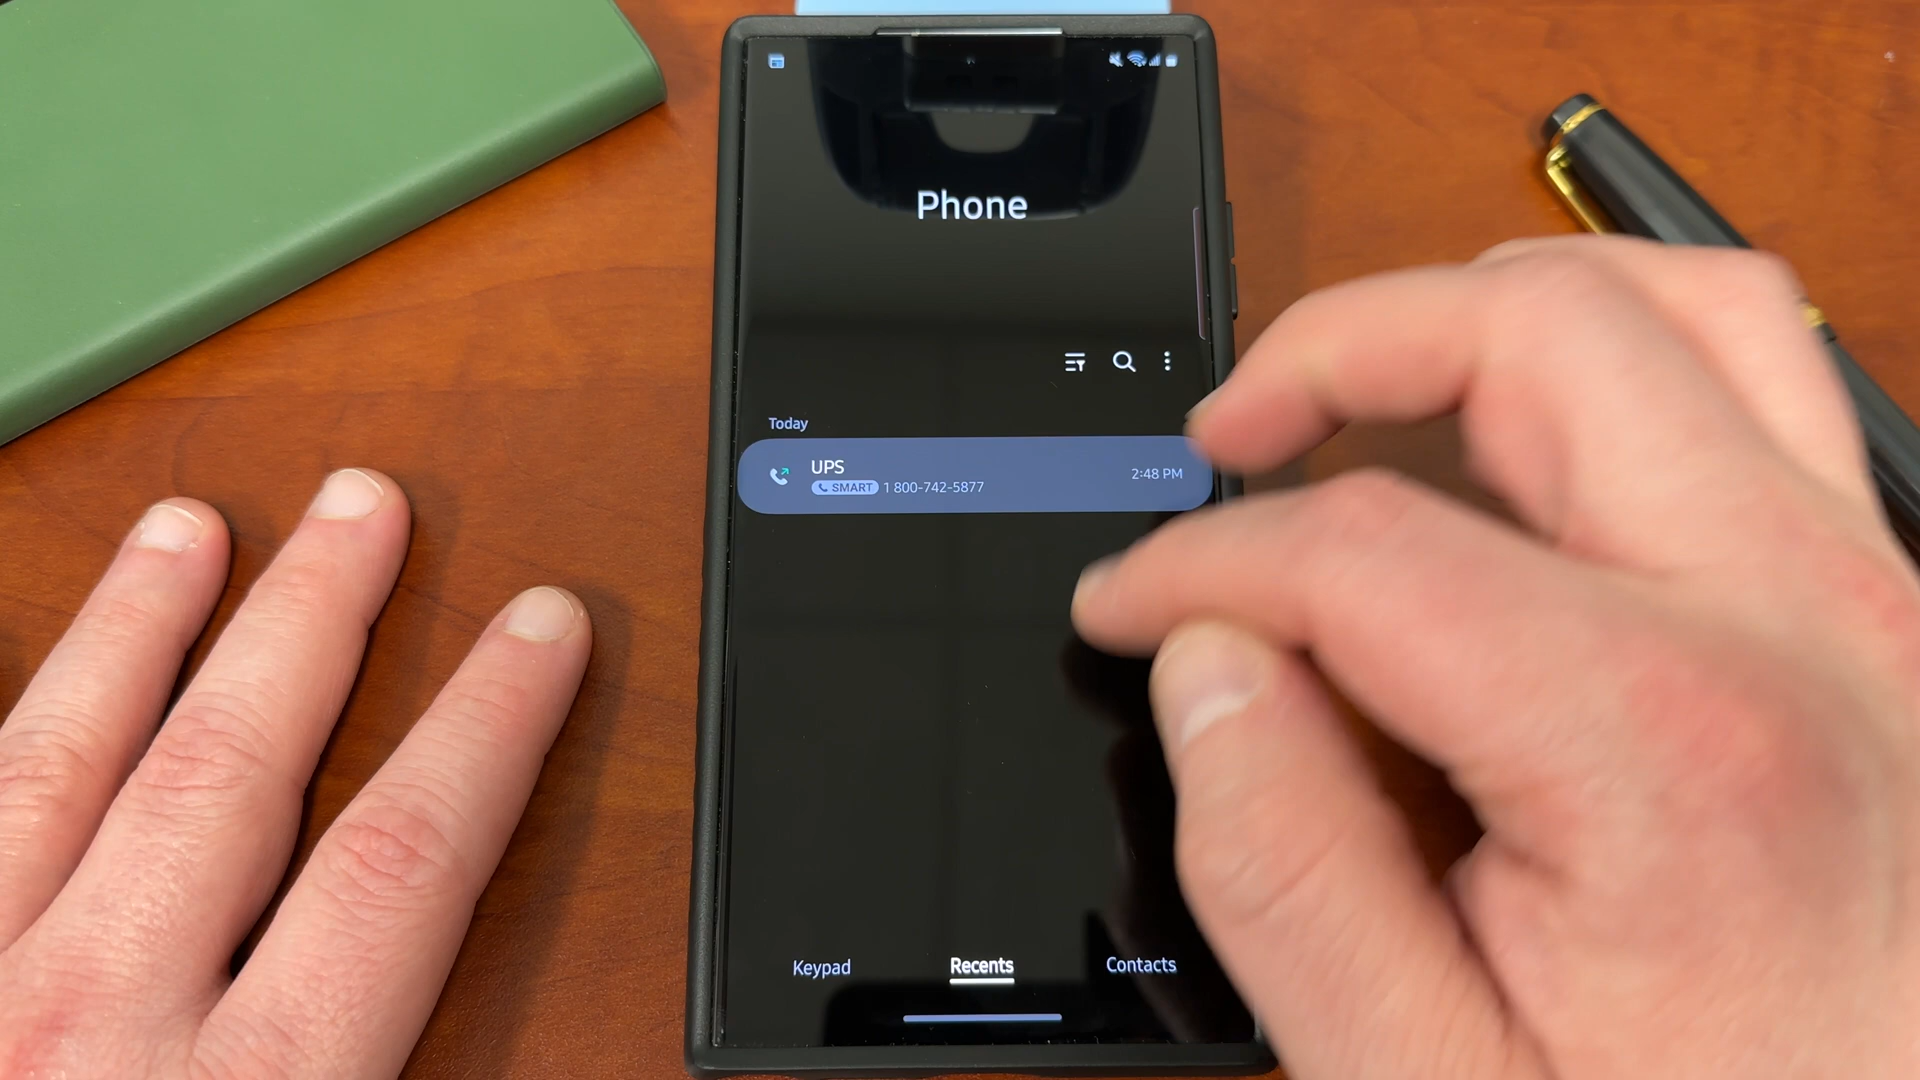 Phone
Today
UPS
SMART 1 800-742-5877
2:48 PM
Keypad
Recents
Contacts